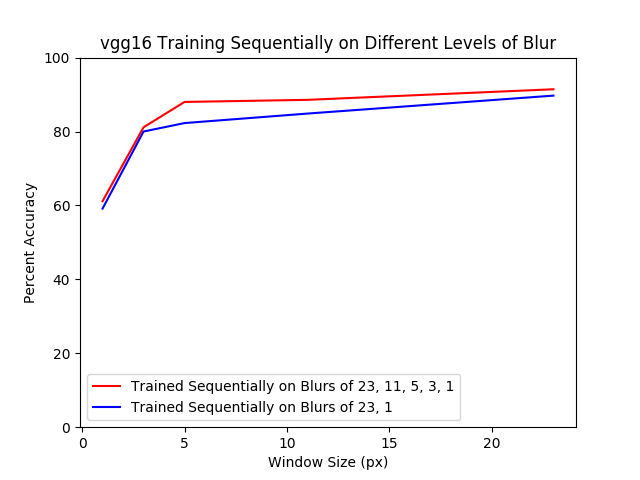 vgg16 Training Sequentially on Different Levels of Blur
100
80
60
40
20
0
Percent Accuracy
Trained Sequentially on Blurs of 23, 11, 5, 3, 1
Trained Sequentially on Blurs of 23, 1
0 5 10 15 20
Window Size (px)